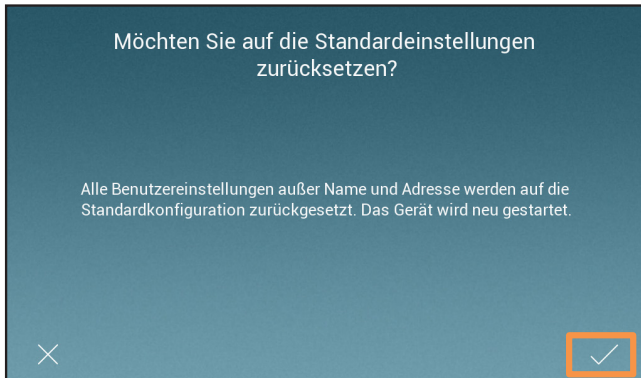 Möchten Sie auf die Standardeinstellungen
zurücksetzen?
Alle Benutzereinstellungen außer Name und Adresse werden auf die
Standardkonfiguration zurückgesetzt. Das Gerät wird neu gestartet.